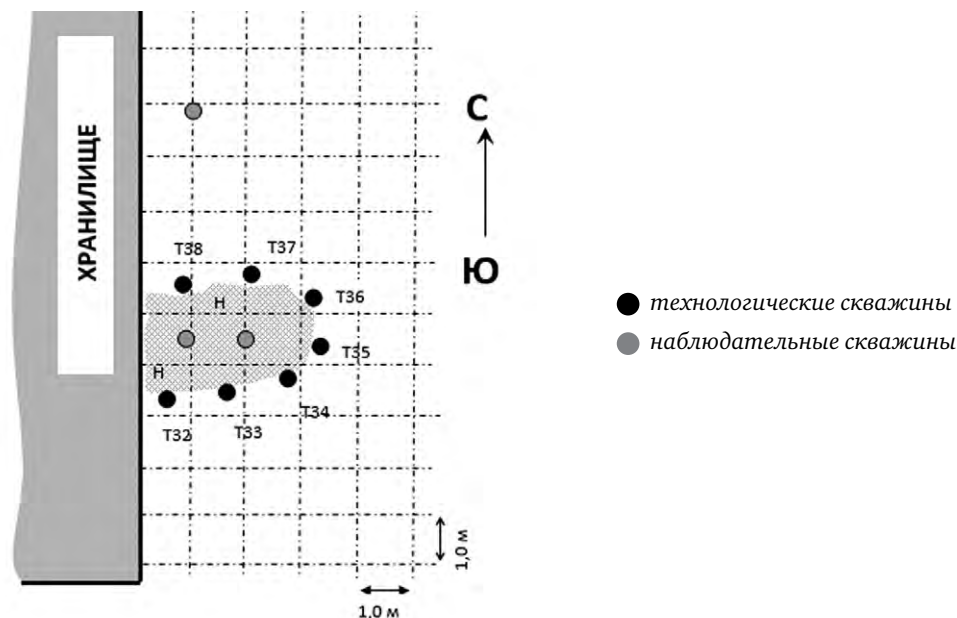 ХРАНИЛИЩЕ
С
Ю
Т38
Т37
Н
Т36
Т35
Н
Т34
Т32
Т33
1,0 м
1,0 м
технологические скважины
наблюдательные скважины